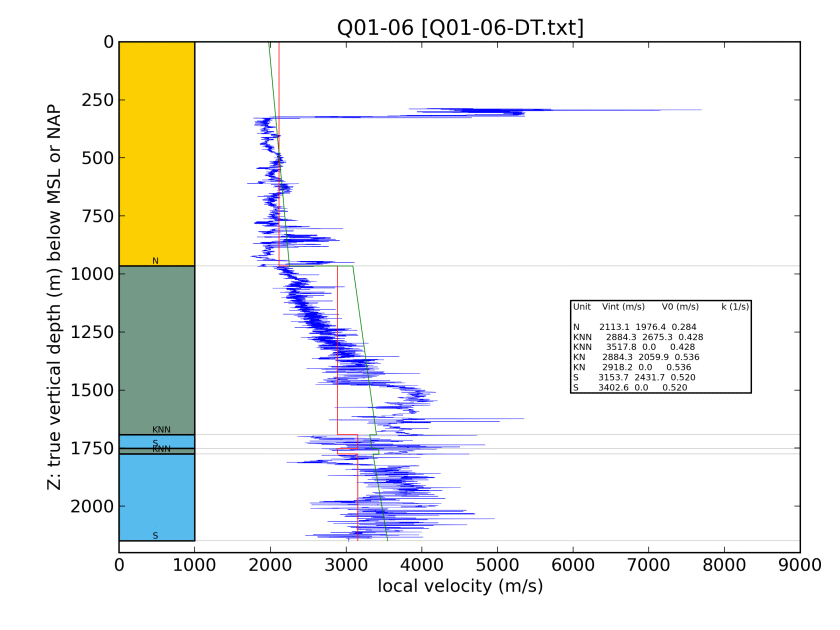 Q01-06 [Q01-06-DT.txt]
0
250
500
750
1000
1250
1500
1750
2000
Z: true vertical depth (m) below MSL or NAP
N
KNN
S
KNN
S
Unit Vint (m/s) V0 (m/s) k (1/s)
N 2113.1 1976.4 0.284
KNN 2884.3 2675.3 0.428
KNN 3517.8 0.0 0.428
KN 2884.3 2059.9 0.536
KN 2918.2 0.0 0.536
S 3153.7 2431.7 0.520
S 3402.6 0.0 0.520
0 1000 2000 3000 4000 5000 6000 7000 8000 9000
local velocity (m/s)